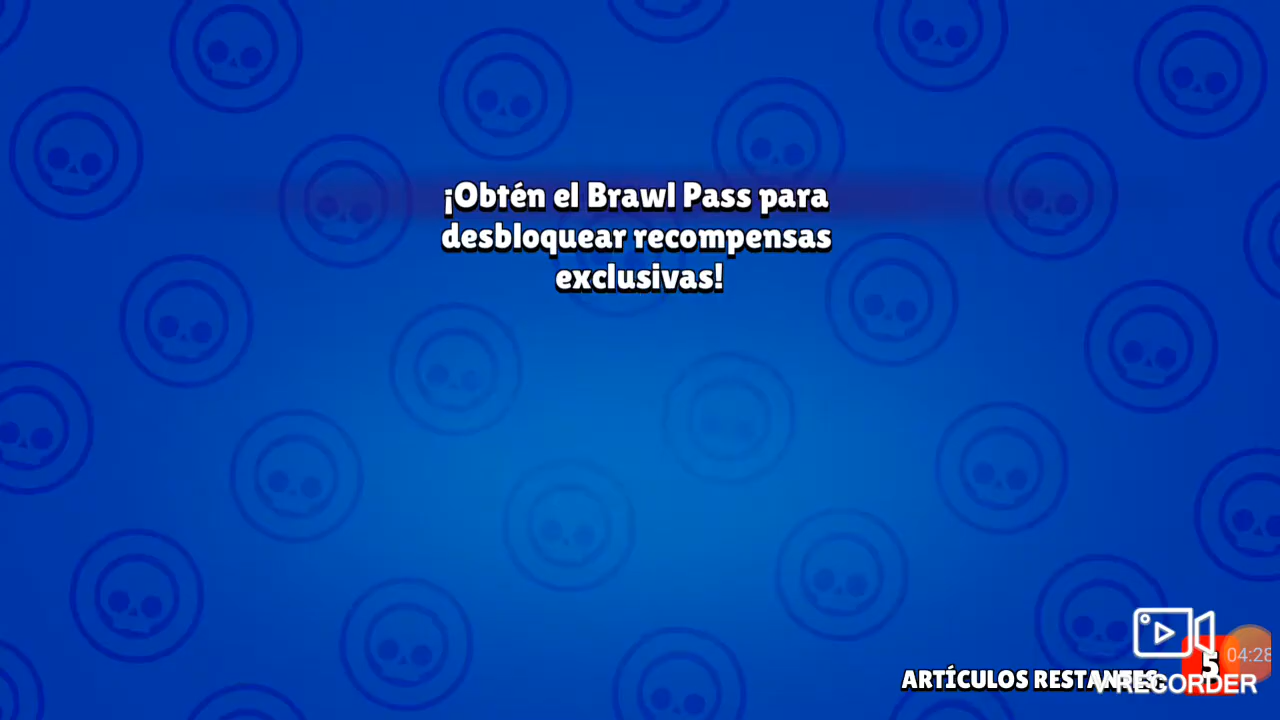 ¡Obtén el Brawl Pass para
desbloquear recompensas
exclusivas!
04:28
5
ARTÍCULOS RESTANTES:
V RECORDER